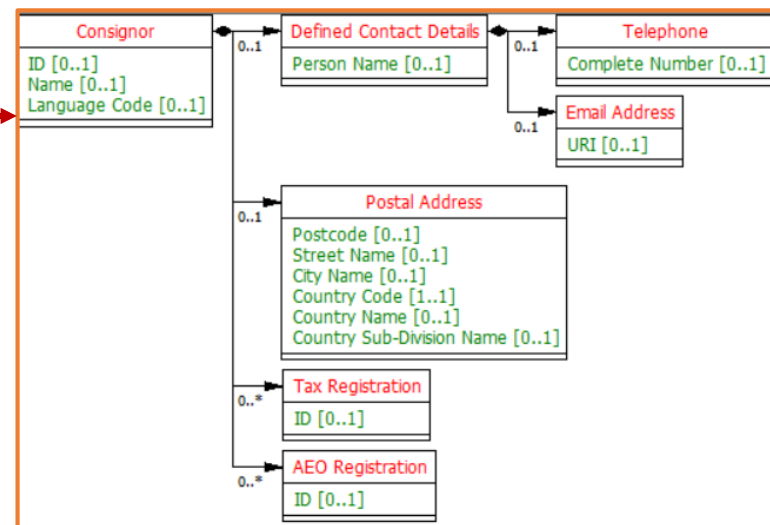 Consignor
ID [0..1]
Name [0..1]
Language Code [0..1]
0..1
Defined Contact Details
Person Name [0..1]
0..1
Telephone
Complete Number [0..1]
0..1
Email Address
URI [0..1]
0..1
Postal Address
Postcode [0..1]
Street Name [0..1]
City Name [0..1]
Country Code [1..1]
Country Name [0..1]
Country Sub-Division Name [0..1]
0..*
Tax Registration
ID [0..1]
0..*
AEO Registration
ID [0..1]